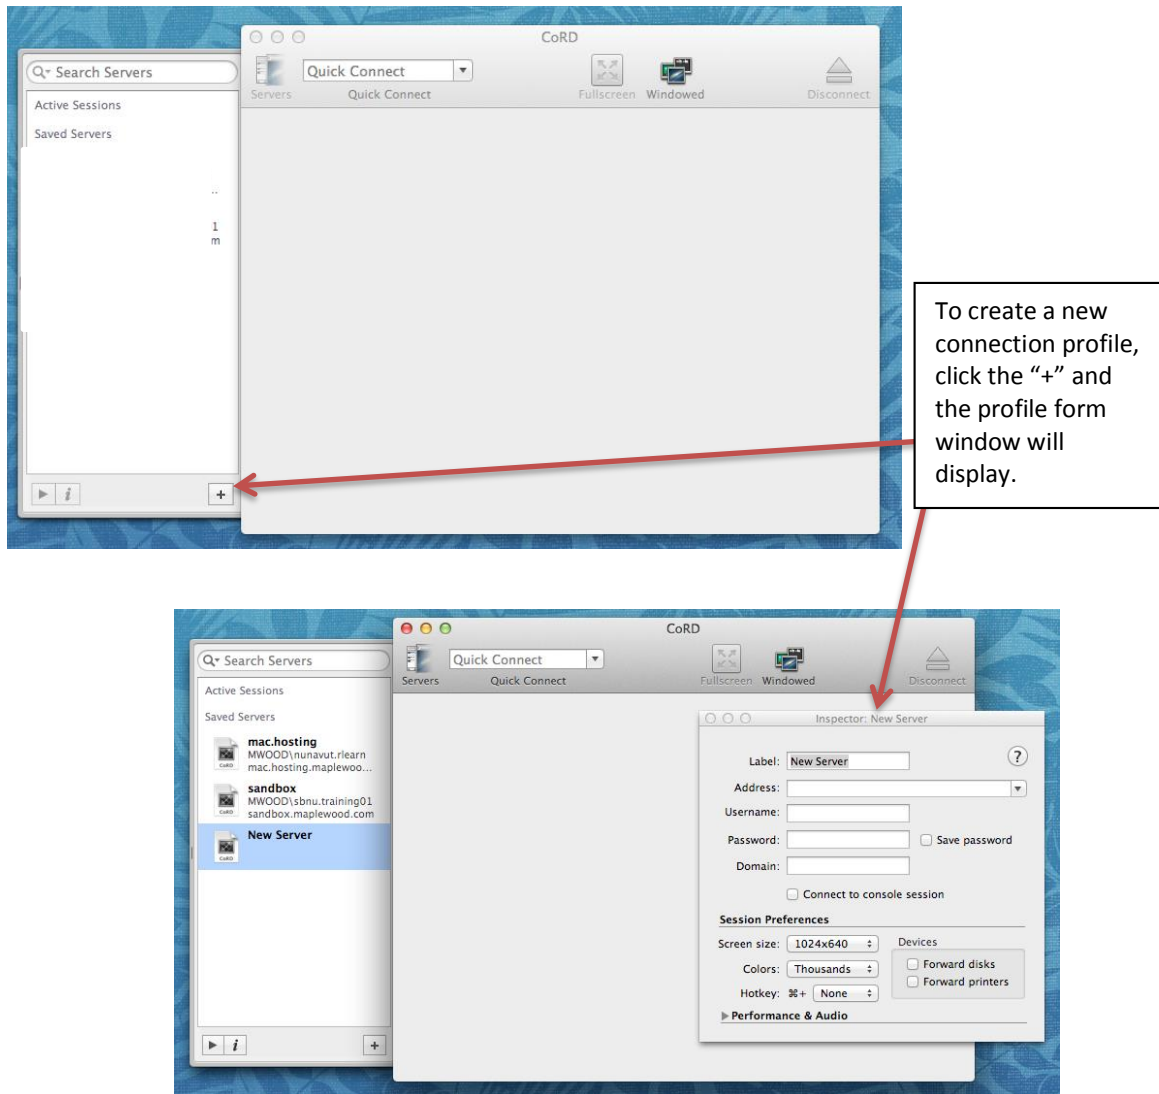 CoRD
Search Servers
Quick Connect
Servers
Quick Connect
Fullscreen
Windowed
Disconnect
Active Sessions
Saved Servers
..
1
m
i
+
To create a new
connection profile,
click the “+” and
the profile form
window will
display.
CoRD
Search Servers
Quick Connect
Servers
Quick Connect
Fullscreen
Windowed
Disconnect
Active Sessions
Saved Servers
mac.hosting
MWOOD\nunavut.rlearn
mac.hosting.maplewoo...
sandbox
MWOOD\sbnu.training01
sandbox.maplewood.com
New Server
i
+
Inspector: New Server
Label: New Server
?
Address:
Username:
Password:
Save password
Domain:
Connect to console session
Session Preferences
Screen size: 1024x640
Devices
Colors: Thousands
Forward disks
Forward printers
Hotkey: ⌘+ None
Performance & Audio